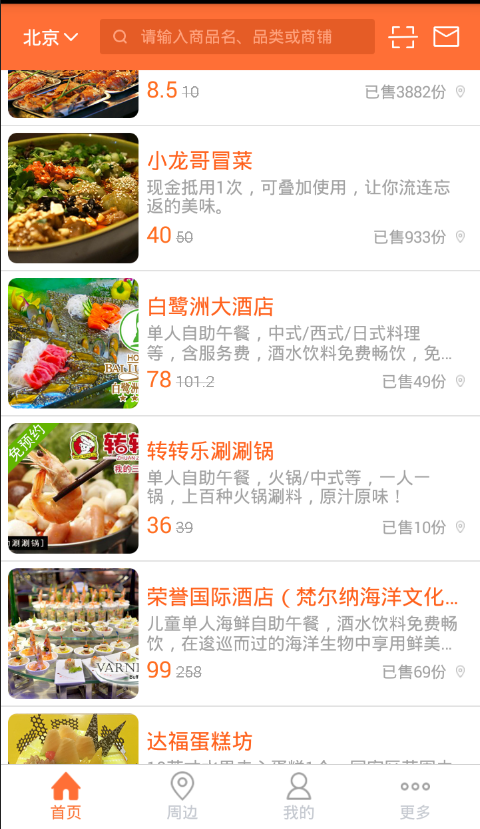 北京
请输入商品名、品类或商铺
8.5 10 已售3882份
小龙哥冒菜
现金抵用1次，可叠加使用，让你流连忘
返的美味。
40 50 已售933份
白鹭洲大酒店
单人自助午餐，中式/西式/日式料理
等，含服务费，酒水饮料免费畅饮，免...
78 101.2 已售49份
免预约
转转乐涮涮锅
单人自助午餐，火锅/中式等，一人一
锅，上百种火锅涮料，原汁原味！
36 39 已售10份
荣誉国际酒店（梵尔纳海洋文化...
儿童单人海鲜自助午餐，酒水饮料免费畅
饮，在逡巡而过的海洋生物中享用鲜美...
99 258 已售69份
达福蛋糕坊
首页
周边
我的
更多